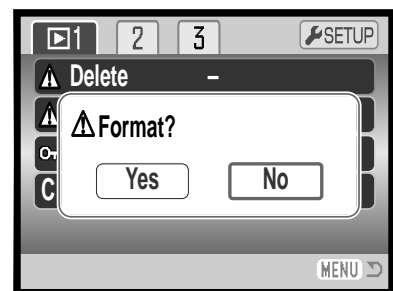 1 2 3 SETUP
Delete –
Format?
C
Yes No
MENU